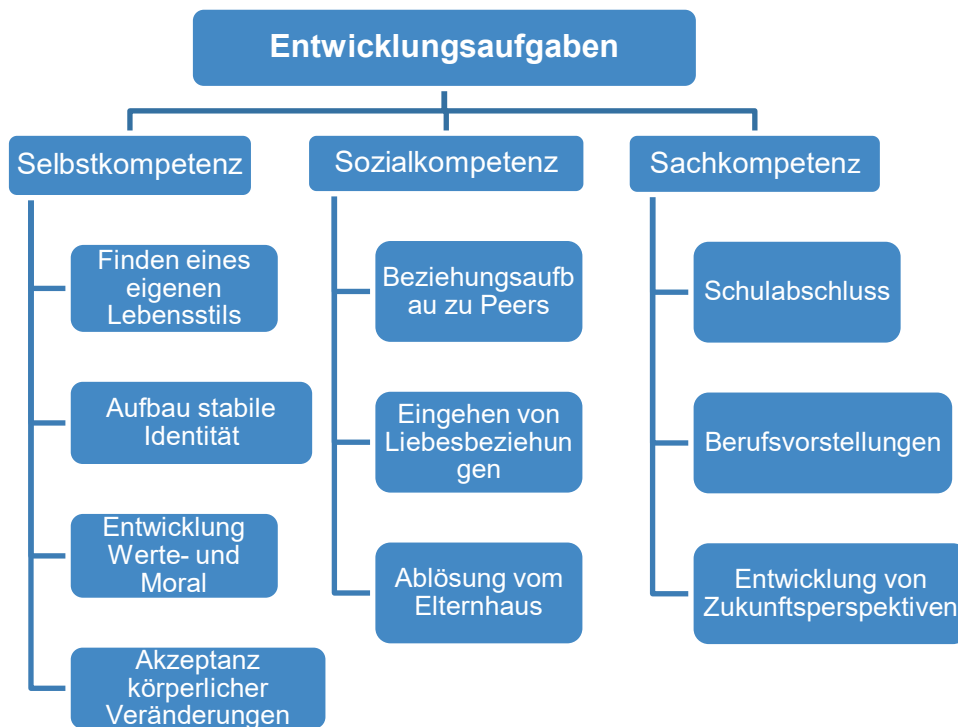 Entwicklungsaufgaben
Selbstkompetenz
Finden eines
eigenen
Lebensstils
Aufbau stabile
Identität
Entwicklung
Werte- und
Moral
Akzeptanz
körperlicher
Veränderungen
Sozialkompetenz
Beziehungsaufb
au zu Peers
Eingehen von
Liebesbeziehun
gen
Ablösung vom
Elternhaus
Sachkompetenz
Schulabschluss
Berufsvorstellungen
Entwicklung von
Zukunftsperspektiven